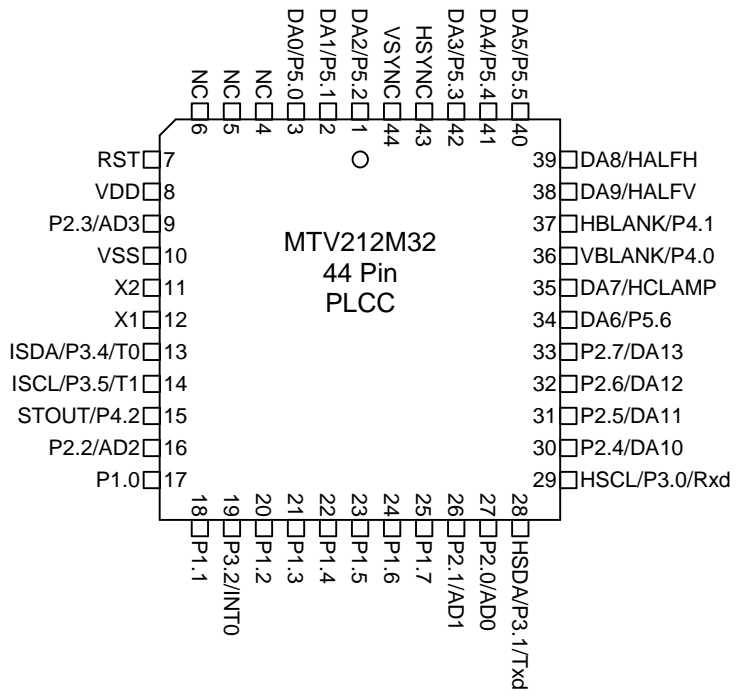 DA0/P5.0
DA1/P5.1
DA2/P5.2
VSYNC
HSYNC
DA3/P5.3
DA4/P5.4
DA5/P5.5
NC
NC
NC
6
5
4
3
2
1
44
43
42
41
40
RST 7
VDD 8
P2.3/AD3 9
VSS 10
X2 11
X1 12
ISDA/P3.4/T0 13
ISCL/P3.5/T1 14
STOUT/P4.2 15
P2.2/AD2 16
P1.0 17
MTV212M32
44 Pin
PLCC
39 DA8/HALFH
38 DA9/HALFV
37 HBLANK/P4.1
36 VBLANK/P4.0
35 DA7/HCLAMP
34 DA6/P5.6
33 P2.7/DA13
32 P2.6/DA12
31 P2.5/DA11
30 P2.4/DA10
29 HSCL/P3.0/Rxd
18 P1.1
19 P3.2/INT0
20 P1.2
21 P1.3
22 P1.4
23 P1.5
24 P1.6
25 P1.7
26 P2.1/AD1
27 P2.0/AD0
28 HSDA/P3.1/Txd